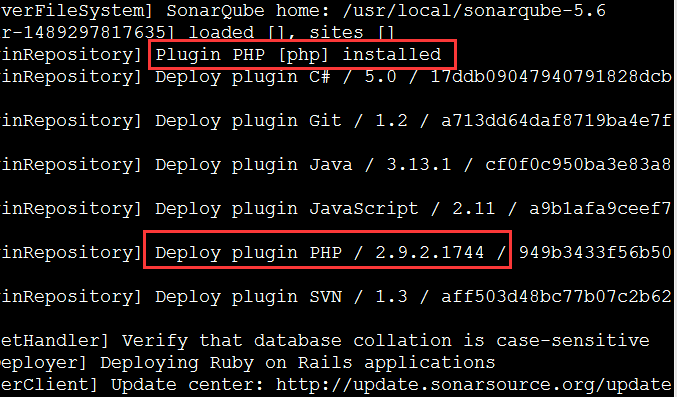 verFileSystem] SonarQube home: /usr/local/sonarqube-5.6
r-1489297817635] loaded [], sites []
inRepository] Plugin PHP [php] installed
inRepository] Deploy plugin C# / 5.0 / 17ddb09047940791828dcb
inRepository] Deploy plugin Git / 1.2 / a713dd64daf8719ba4e7f
inRepository] Deploy plugin Java / 3.13.1 / cf0f0c950ba3e83a8
inRepository] Deploy plugin JavaScript / 2.11 / a9b1afa9ceef7
inRepository] Deploy plugin PHP / 2.9.2.1744 / 949b3433f56b50
inRepository] Deploy plugin SVN / 1.3 / aff503d48bc77b07c2b62
etHandler] Verify that database collation is case-sensitive
eployer] Deploying Ruby on Rails applications
erClient] Update center: http://update.sonarsource.org/update